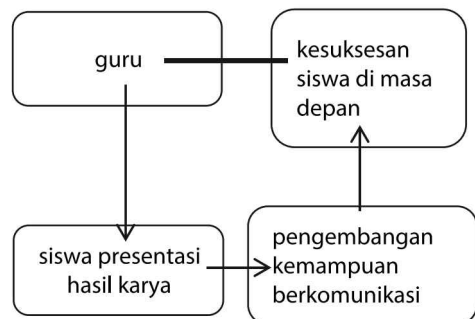 guru
kesuksesan
siswa di masa
depan
siswa presentasi
hasil karya
pengembangan
kemampuan
berkomunikasi